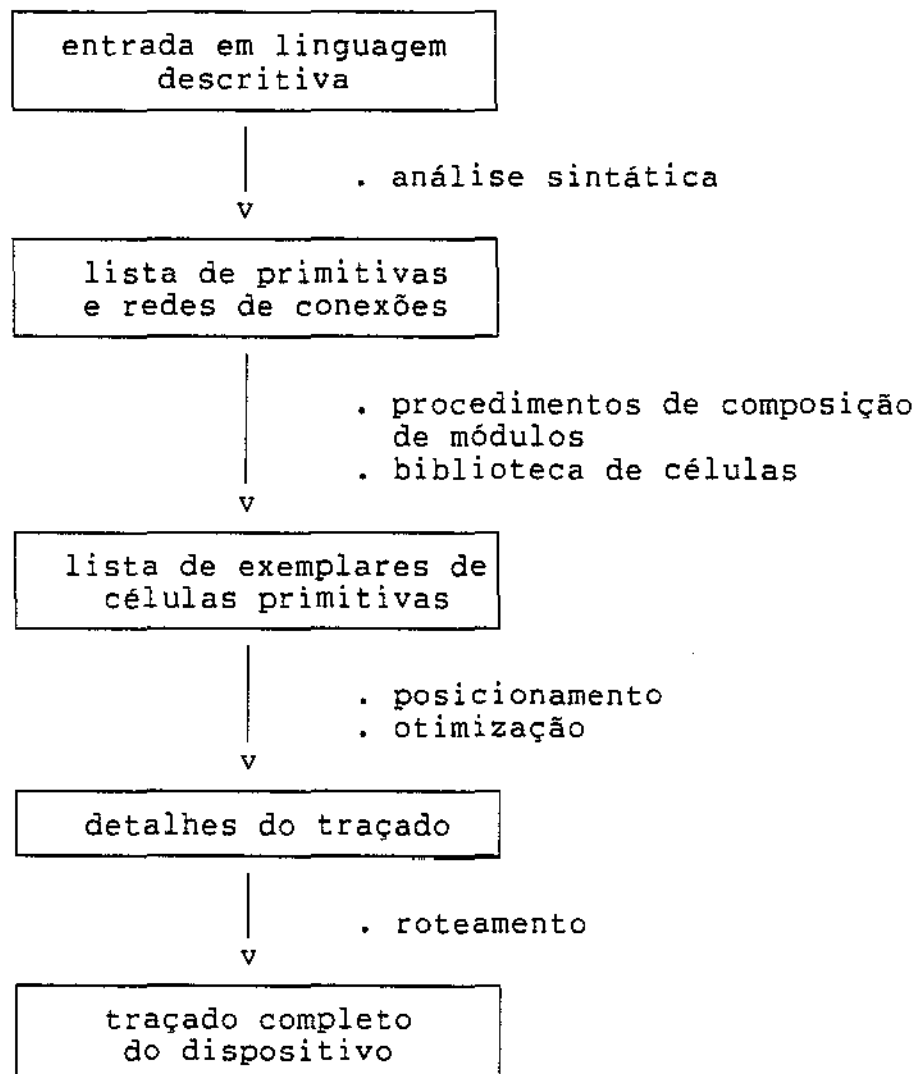 entrada em linguagem
descritiva
. análise sintática
v
lista de primitivas
e redes de conexões
. procedimentos de composição
de módulos
. biblioteca de células
v
lista de exemplares de
células primitivas
. posicionamento
. otimização
v
detalhes do traçado
. roteamento
v
traçado completo
do dispositivo